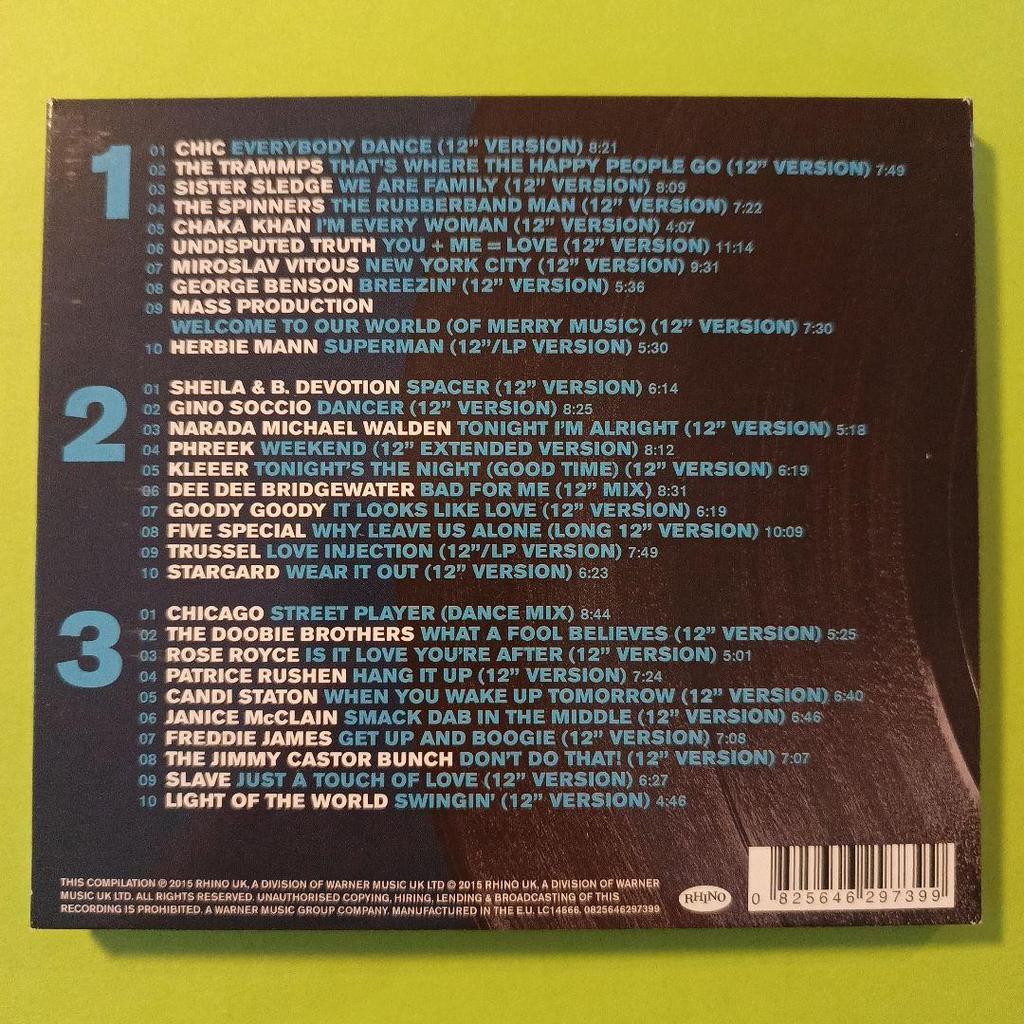 1
01 CHIC EVERYBODY DANCE (12” VERSION) 8:21
02 THE TRAMMPS THAT'S WHERE THE HAPPY PEOPLE GO (12” VERSION) 7:49
03 SISTER SLEDGE WE ARE FAMILY (12” VERSION) 8:09
04 THE SPINNERS THE RUBBERBAND MAN (12” VERSION) 7:22
05 CHAKA KHAN I'M EVERY WOMAN (12” VERSION) 4:07
06 UNDISPUTED TRUTH YOU + ME = LOVE (12” VERSION) 11:14
07 MIROSLAV VITOUS NEW YORK CITY (12” VERSION) 9:31
08 GEORGE BENSON BREEZIN' (12” VERSION) 5:36
09 MASS PRODUCTION
WELCOME TO OUR WORLD (OF MERRY MUSIC) (12” VERSION) 7:30
10 HERBIE MANN SUPERMAN (12”/LP VERSION) 5:30
2
01 SHEILA & B. DEVOTION SPACER (12” VERSION) 6:14
02 GINO SOCCIO DANCER (12” VERSION) 8:25
03 NARADA MICHAEL WALDEN TONIGHT I'M ALRIGHT (12” VERSION) 5:18
04 PHREEK WEEKEND (12” EXTENDED VERSION) 8:12
05 KLEEER TONIGHT'S THE NIGHT (GOOD TIME) (12” VERSION) 6:19
06 DEE DEE BRIDGEWATER BAD FOR ME (12” MIX) 8:31
07 GOODY GOODY IT LOOKS LIKE LOVE (12” VERSION) 6:19
08 FIVE SPECIAL WHY LEAVE US ALONE (LONG 12” VERSION) 10:09
09 TRUSSEL LOVE INJECTION (12”/LP VERSION) 7:49
10 STARGARD WEAR IT OUT (12” VERSION) 6:23
3
01 CHICAGO STREET PLAYER (DANCE MIX) 8:44
02 THE DOOBIE BROTHERS WHAT A FOOL BELIEVES (12” VERSION) 5:25
03 ROSE ROYCE IS IT LOVE YOU'RE AFTER (12” VERSION) 5:01
04 PATRICE RUSHEN HANG IT UP (12” VERSION) 7:24
05 CANDI STATON WHEN YOU WAKE UP TOMORROW (12” VERSION) 6:40
06 JANICE McCLAIN SMACK DAB IN THE MIDDLE (12” VERSION) 6:46
07 FREDDIE JAMES GET UP AND BOOGIE (12” VERSION) 7:08
08 THE JIMMY CASTOR BUNCH DON'T DO THAT! (12” VERSION) 7:07
09 SLAVE JUST A TOUCH OF LOVE (12” VERSION) 6:27
10 LIGHT OF THE WORLD SWINGIN' (12” VERSION) 4:46
THIS COMPILATION ℗ 2015 RHINO UK, A DIVISION OF WARNER MUSIC UK LTD © 2015 RHINO UK, A DIVISION OF WARNER
MUSIC UK LTD. ALL RIGHTS RESERVED. UNAUTHORISED COPYING, HIRING, LENDING & BROADCASTING OF THIS
RECORDING IS PROHIBITED. A WARNER MUSIC GROUP COMPANY. MANUFACTURED IN THE E.U. LC14666. 0825646297399
RHINO
0 825646 297399